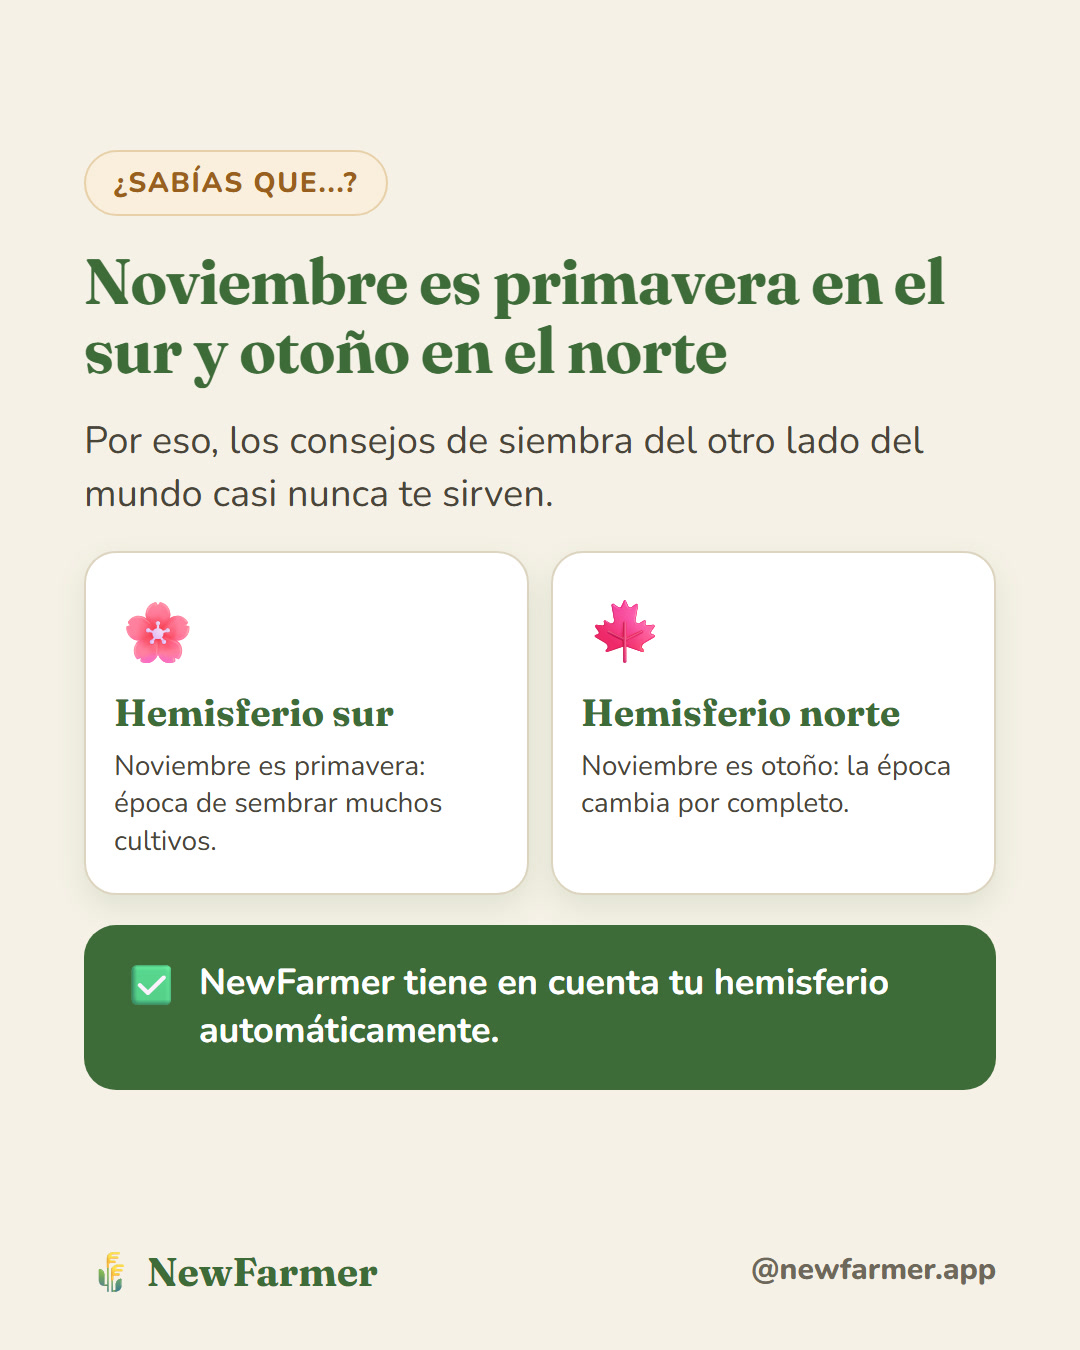 ¿SABÍAS QUE...?
Noviembre es primavera en el
sur y otoño en el norte
Por eso, los consejos de siembra del otro lado del
mundo casi nunca te sirven.
Hemisferio sur
Noviembre es primavera:
época de sembrar muchos
cultivos.
Hemisferio norte
Noviembre es otoño: la época
cambia por completo.
NewFarmer tiene en cuenta tu hemisferio
automáticamente.
NewFarmer
@newfarmer.app